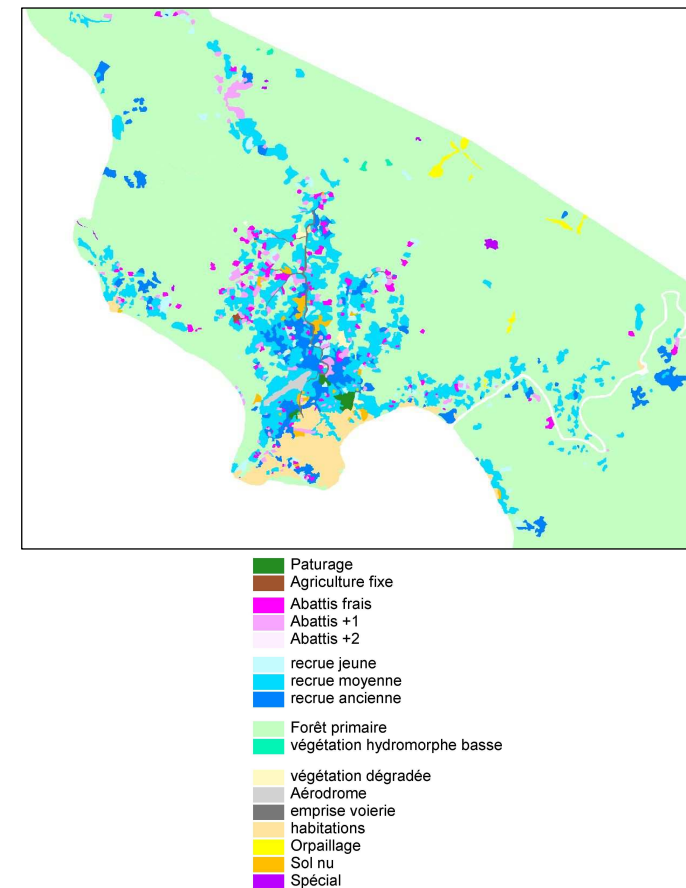 Paturage
Agriculture fixe
Abattis frais
Abattis +1
Abattis +2
recrue jeune
recrue moyenne
recrue ancienne
Forêt primaire
végétation hydromorphe basse
végétation dégradée
Aérodrome
emprise voierie
habitations
Orpaillage
Sol nu
Spécial